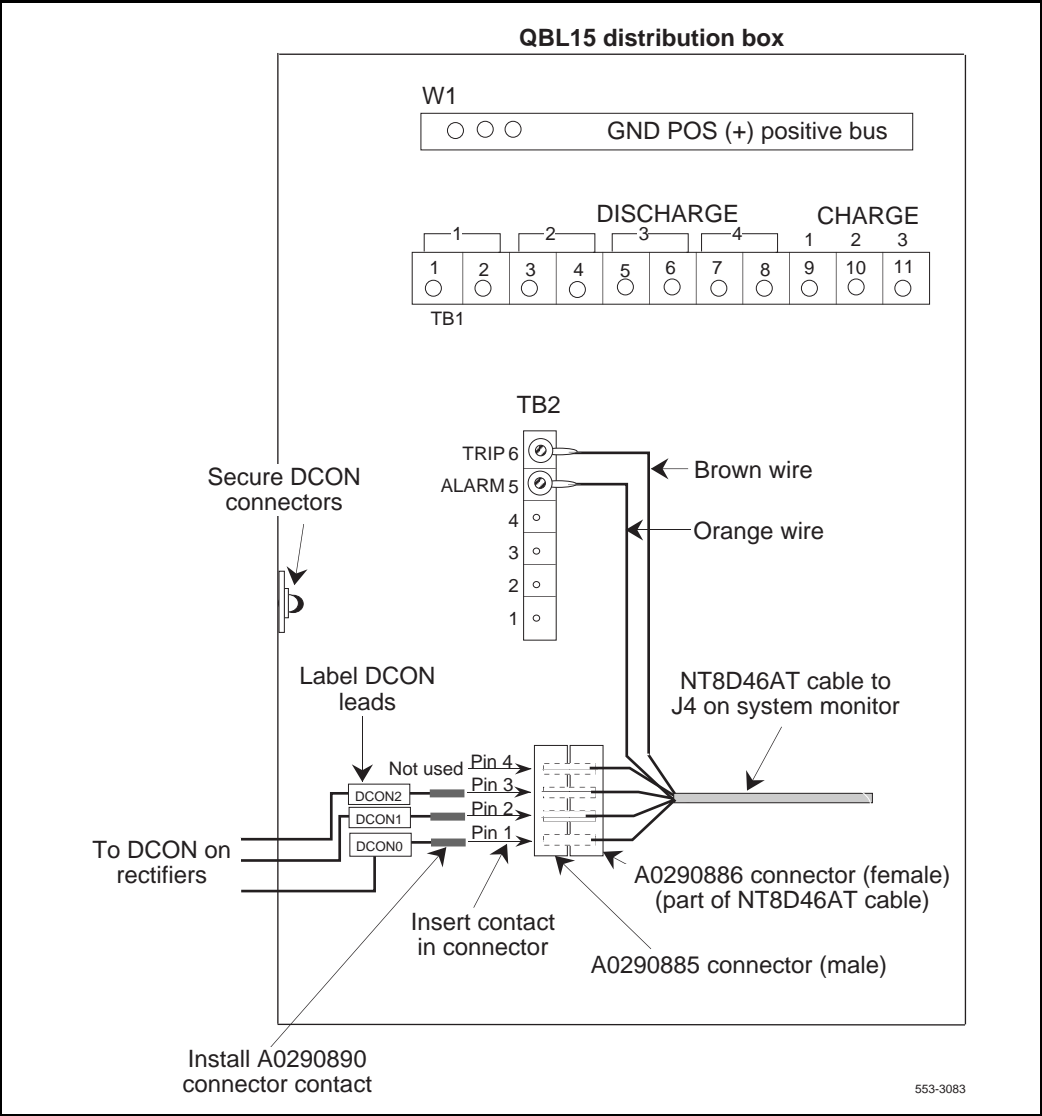 QBL15 distribution box
W1
GND POS (+) positive bus
DISCHARGE
CHARGE
1 2 3 4 1 2 3
1 2 3 4 5 6 7 8 9 10 11
TB1
TB2
TRIP 6
ALARM 5
4
3
2
1
Brown wire
Orange wire
Secure DCON
connectors
Label DCON
leads
NT8D46AT cable to
J4 on system monitor
Not used Pin 4
DCON2 Pin 3
DCON1 Pin 2
DCON0 Pin 1
To DCON on
rectifiers
A0290886 connector (female)
(part of NT8D46AT cable)
Insert contact
in connector
A0290885 connector (male)
Install A0290890
connector contact
553-3083